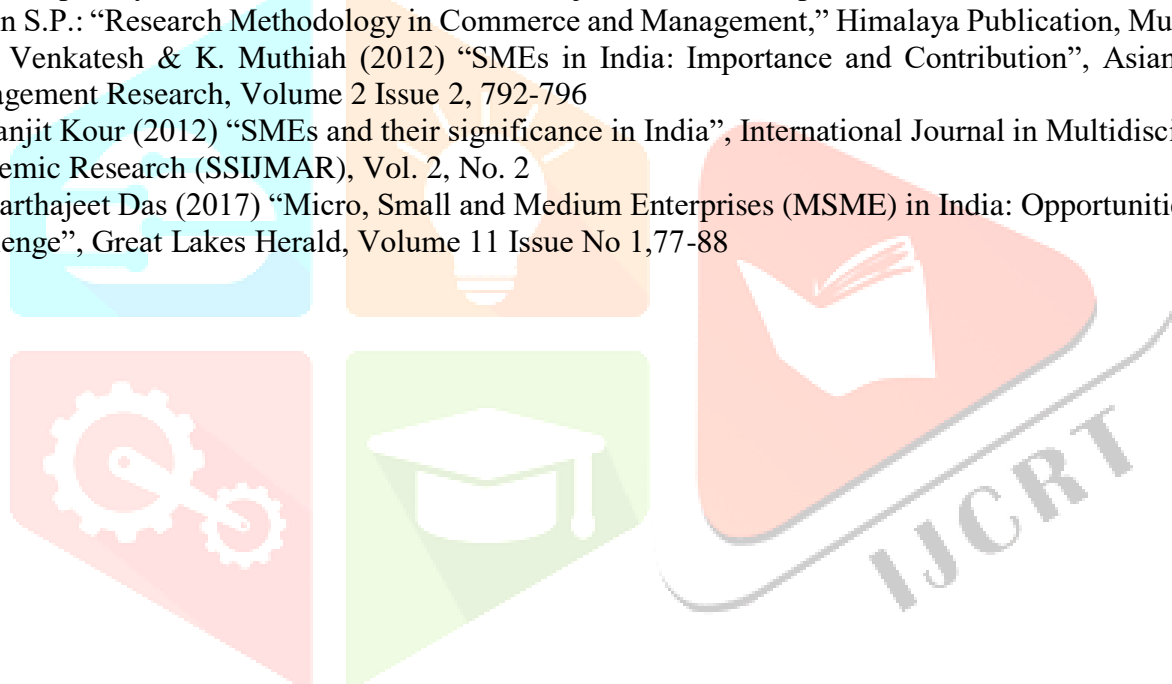 n S.P.: “Research Methodology in Commerce and Management,” Himalaya Publication, Mu
Venkatesh & K. Muthiah (2012) “SMEs in India: Importance and Contribution”, Asian
agement Research, Volume 2 Issue 2, 792-796
anjit Kour (2012) “SMEs and their significance in India”, International Journal in Multidisci
emic Research (SSIJMAR), Vol. 2, No. 2
arthajeet Das (2017) “Micro, Small and Medium Enterprises (MSME) in India: Opportuniti
enge”, Great Lakes Herald, Volume 11 Issue No 1,77-88
IJCRT